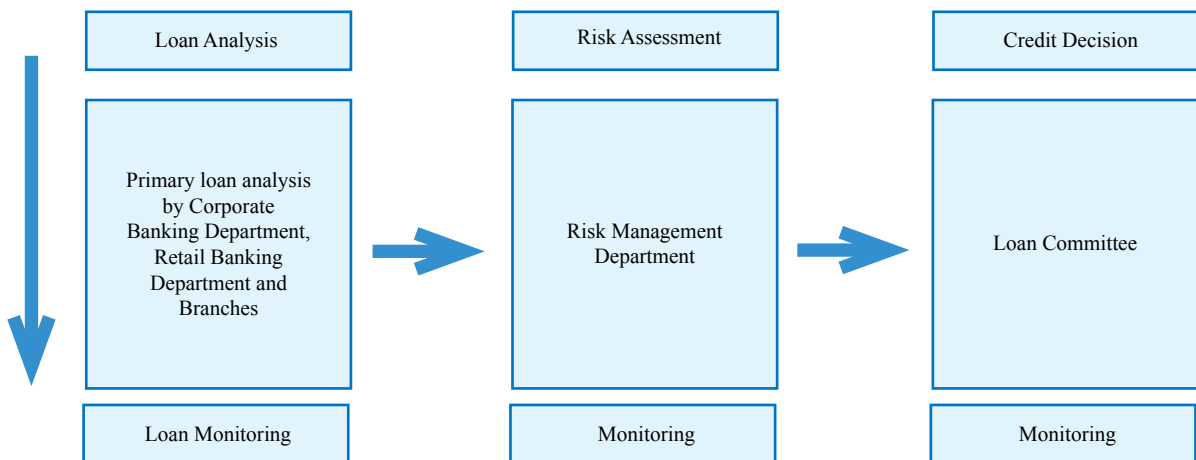 Loan Analysis
Risk Assessment
Credit Decision
Primary loan analysis
by Corporate
Banking Department,
Retail Banking
Department and
Branches
Risk Management
Department
Loan Committee
Loan Monitoring
Monitoring
Monitoring